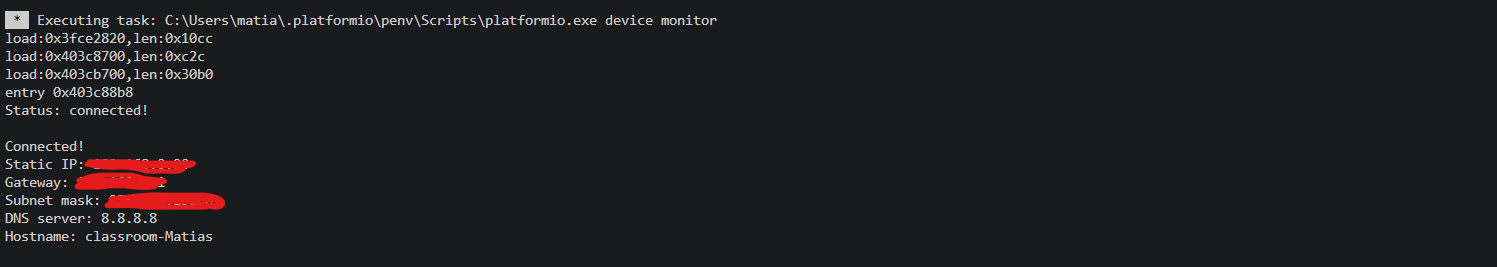 * Executing task: C:\Users\matia\.platformio\penv\Scripts\platformio.exe device monitor
load:0x3fce2820,len:0x10cc
load:0x403c8700,len:0xc2c
load:0x403cb700,len:0x30b0
entry 0x403c88b8
Status: connected!
Connected!
Static IP:
Gateway:
Subnet mask:
DNS server: 8.8.8.8
Hostname: classroom-Matias